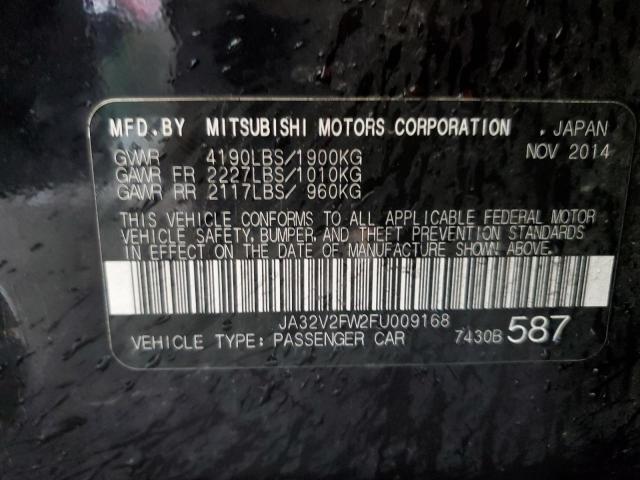 MFD. BY MITSUBISHI MOTORS CORPORATION . JAPAN
GVWR 4190LBS/1900KG NOV 2014
GAWR FR 2227LBS/1010KG
GAWR RR 2117LBS/ 960KG
THIS VEHICLE CONFORMS TO ALL APPLICABLE FEDERAL MOTOR
VEHICLE SAFETY, BUMPER, AND THEFT PREVENTION STANDARDS
IN EFFECT ON THE DATE OF MANUFACTURE SHOWN ABOVE.
JA32V2FW2FU009168
VEHICLE TYPE: PASSENGER CAR 7430B 587